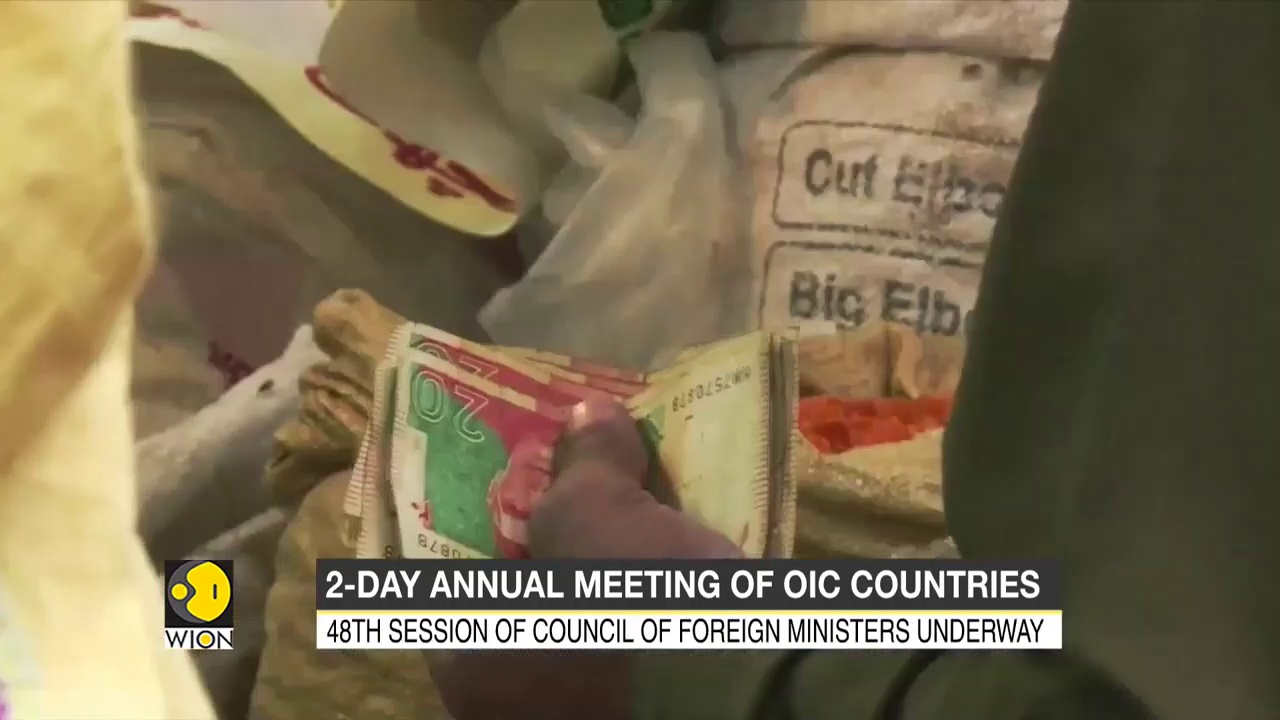 Cut Elbo
Big Elbo
20
20
WION
2-DAY ANNUAL MEETING OF OIC COUNTRIES
48TH SESSION OF COUNCIL OF FOREIGN MINISTERS UNDERWAY